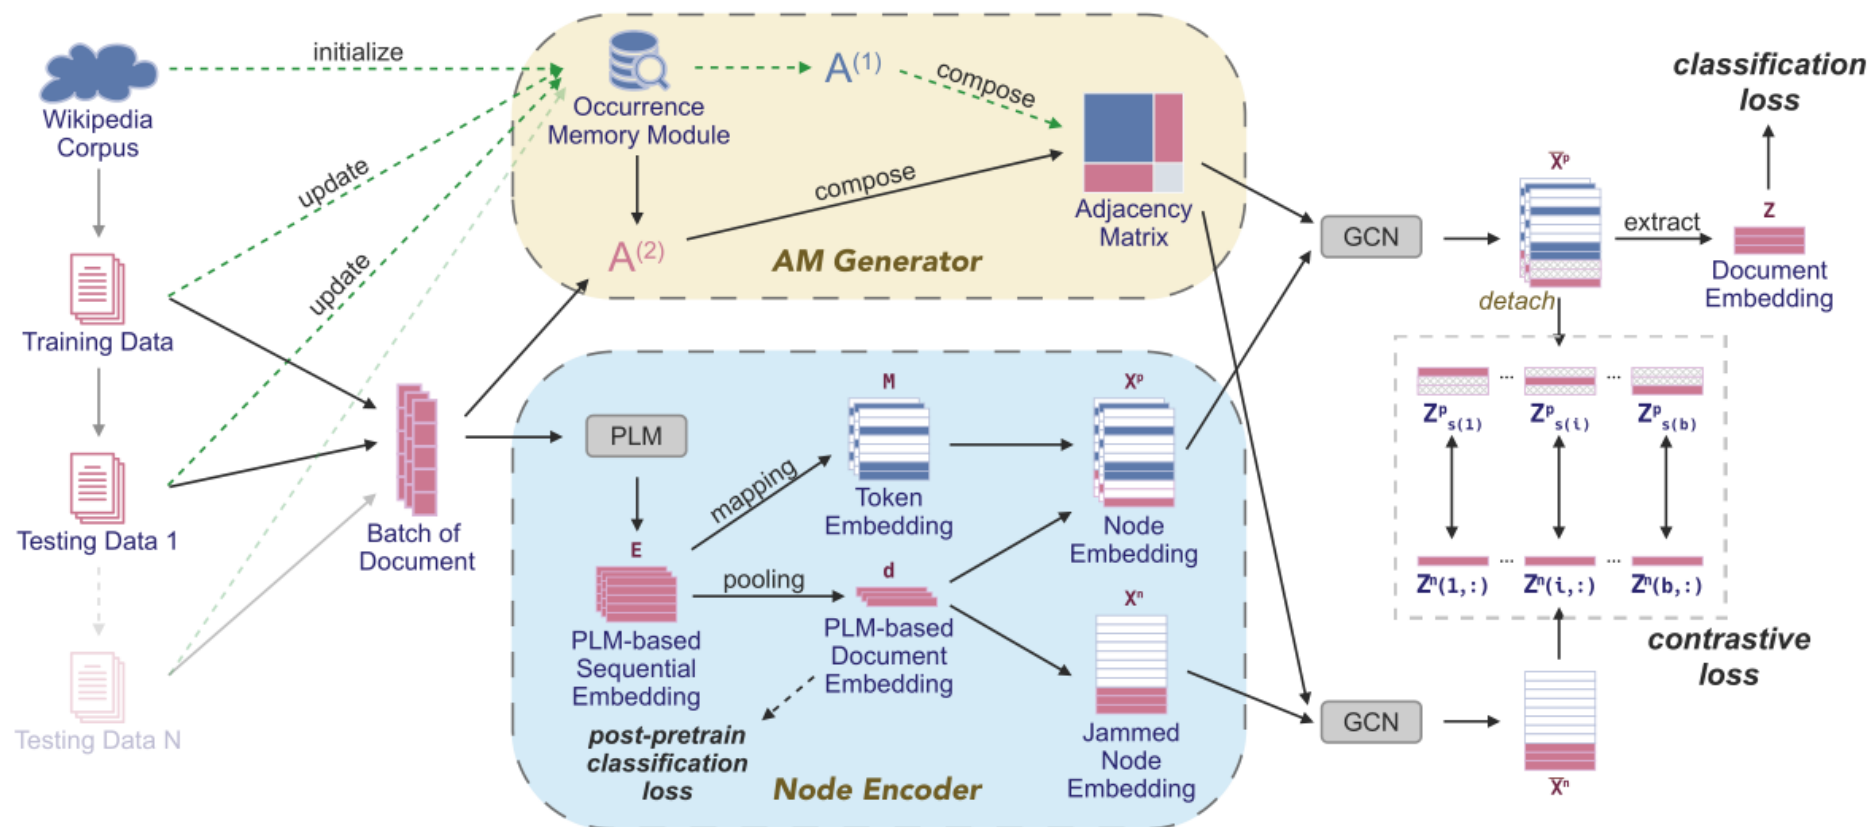 initialize
Wikipedia
Corpus
update
update
Training Data
Testing Data 1
Testing Data N
Batch of
Document
Occurrence
Memory Module
A(1)
compose
compose
A(2)
Adjacency
Matrix
AM Generator
PLM
E
PLM-based
Sequential
Embedding
mapping
pooling
M
Token
Embedding
d
PLM-based
Document
Embedding
post-pretrain
classification
loss
Xp
Node
Embedding
Xn
Jammed
Node
Embedding
Node Encoder
GCN
GCN
X̅p
extract
detach
Z
Document
Embedding
classification
loss
Zp s(1) ... Zp s(i) ... Zp s(b)
... ...
Zn(1,:) Zn(i,:) Zn(b,:)
contrastive
loss
X̅n